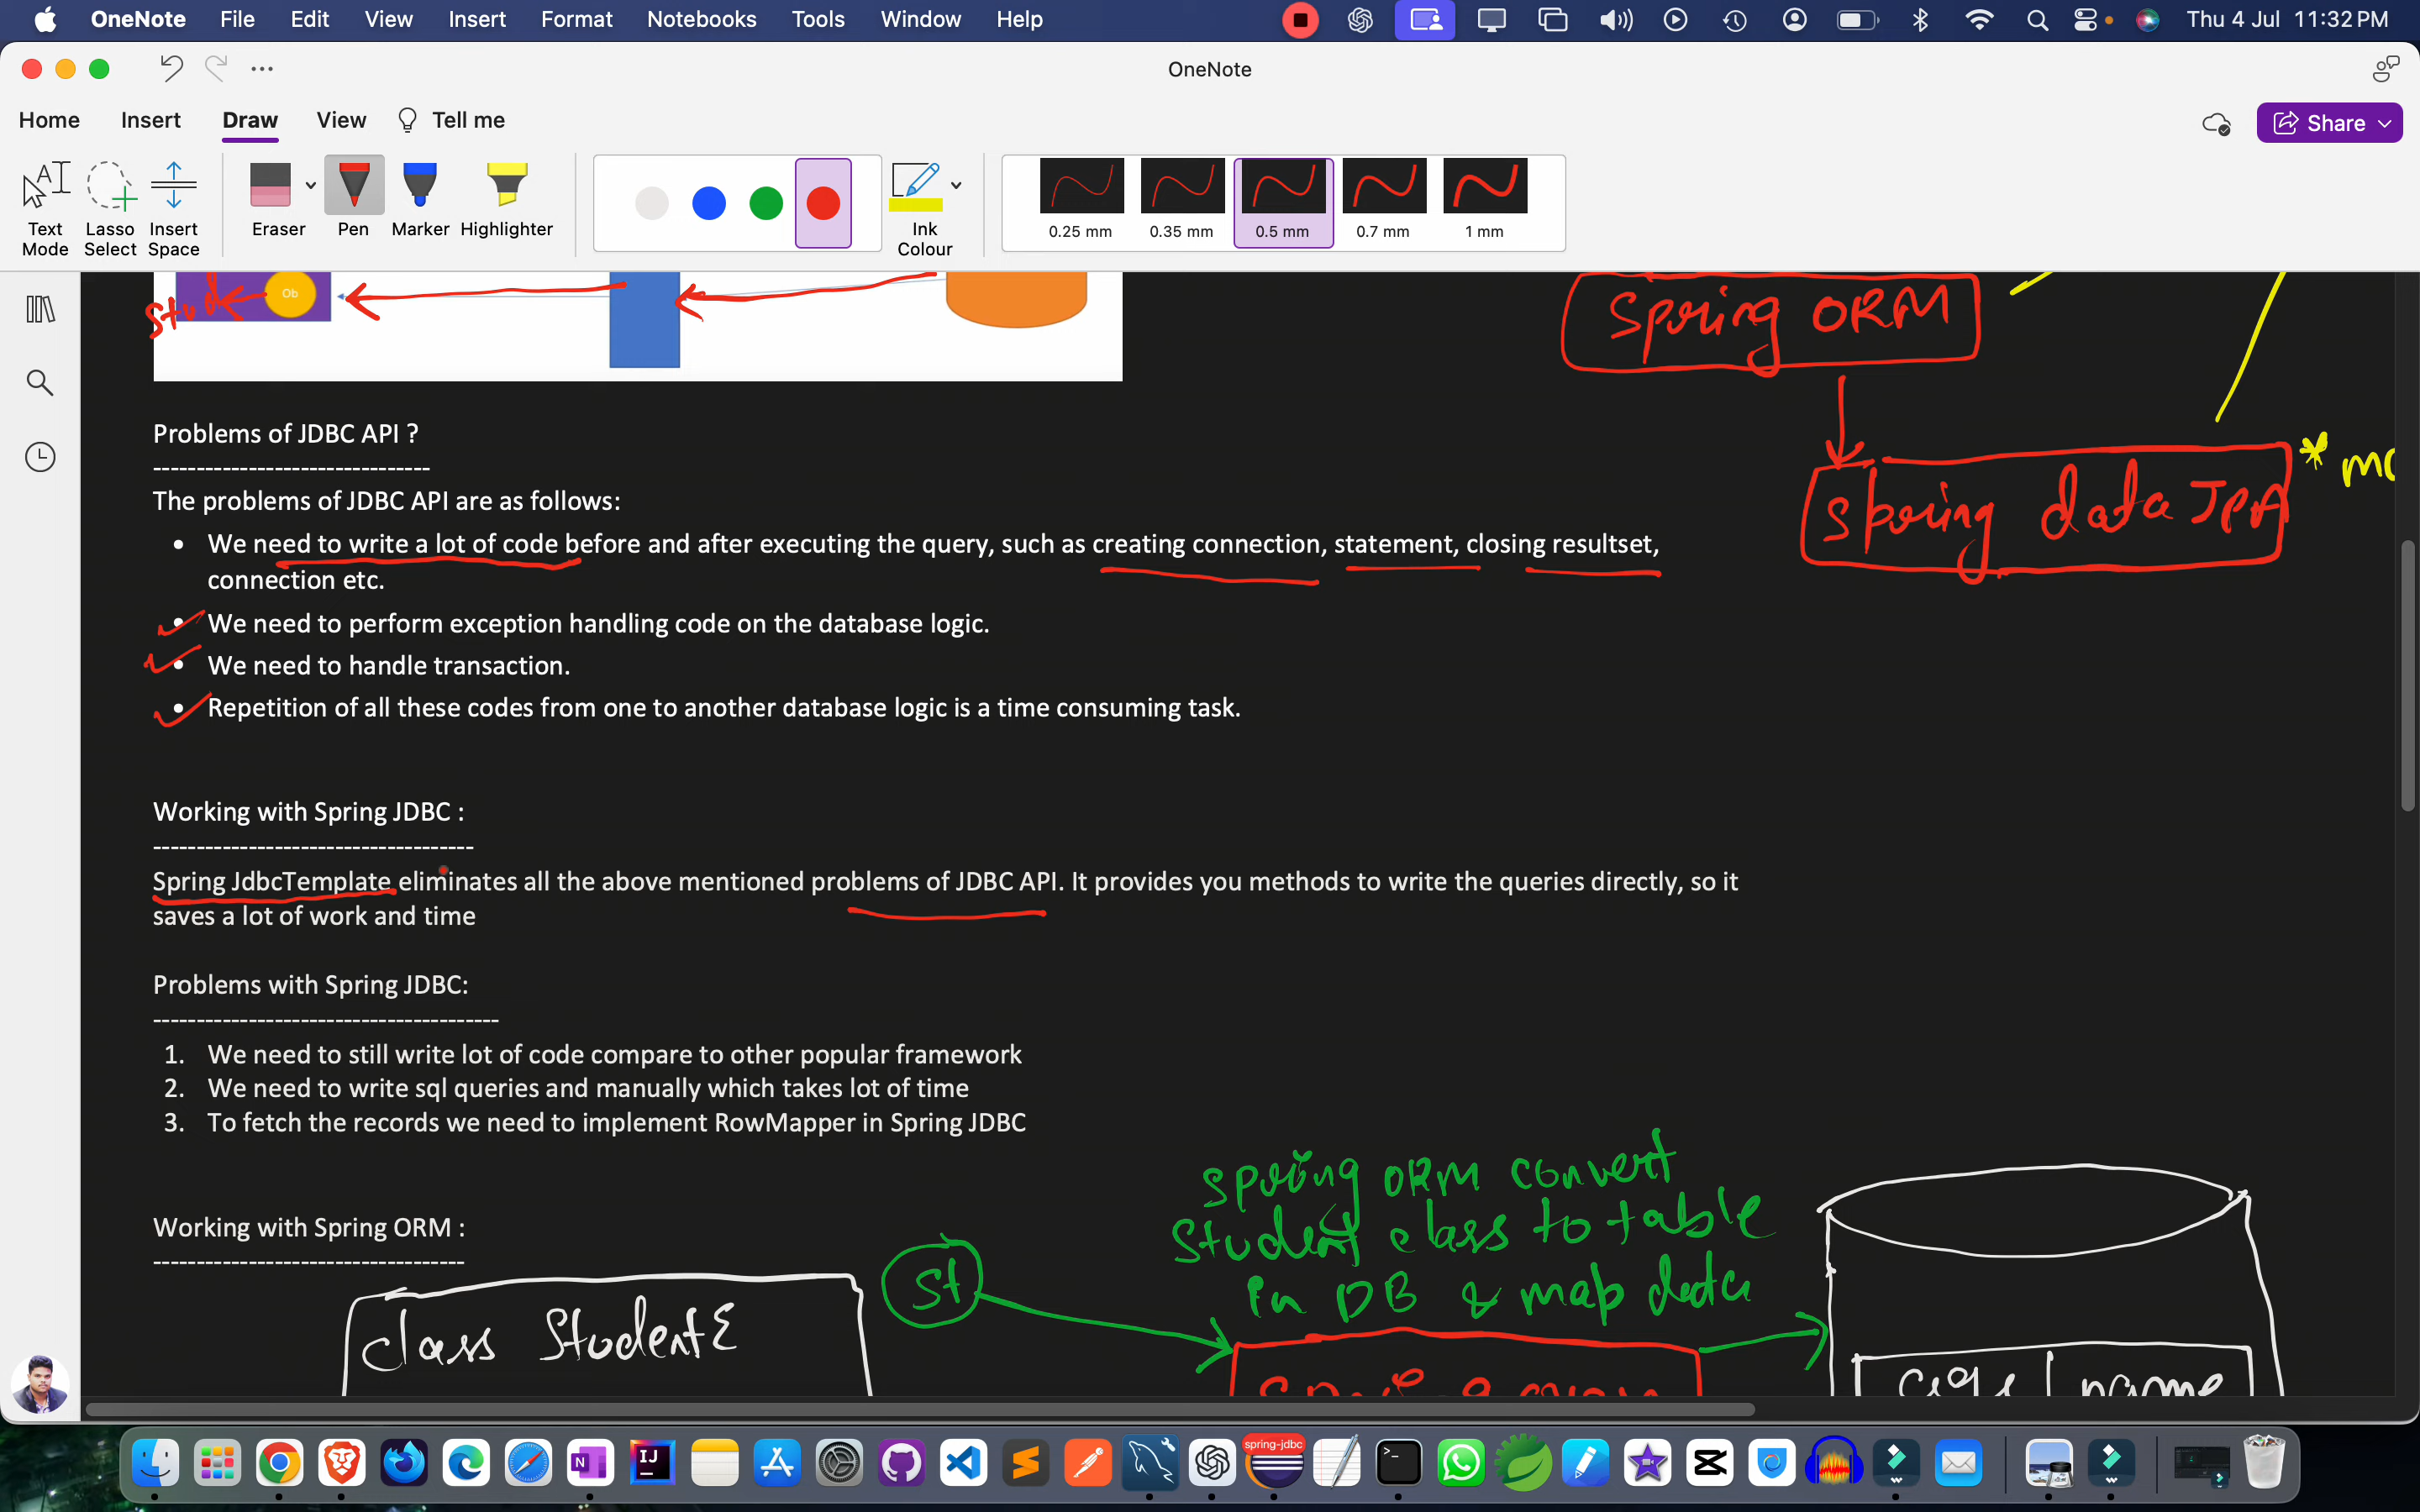 OneNote File Edit View Insert Format Notebooks Tools Window Help Thu 4 Jul 11:32 PM
OneNote
Home Insert Draw View Tell me Share
Text Mode Lasso Select Insert Space Eraser Pen Marker Highlighter Ink Colour 0.25 mm 0.35 mm 0.5 mm 0.7 mm 1 mm
Stud Ob
Spring ORM
Problems of JDBC API ?
-------------------------------
The problems of JDBC API are as follows:
Spring data JPA * mo
• We need to write a lot of code before and after executing the query, such as creating connection, statement, closing resultset,
connection etc.
• We need to perform exception handling code on the database logic.
• We need to handle transaction.
• Repetition of all these codes from one to another database logic is a time consuming task.
Working with Spring JDBC :
------------------------------------
Spring JdbcTemplate eliminates all the above mentioned problems of JDBC API. It provides you methods to write the queries directly, so it
saves a lot of work and time
Problems with Spring JDBC:
---------------------------------------
1. We need to still write lot of code compare to other popular framework
2. We need to write sql queries and manually which takes lot of time
3. To fetch the records we need to implement RowMapper in Spring JDBC
Spring ORM convert
Student class to table
in DB & map data
Working with Spring ORM :
-----------------------------------
St
class Student{
name
spring-jdbc